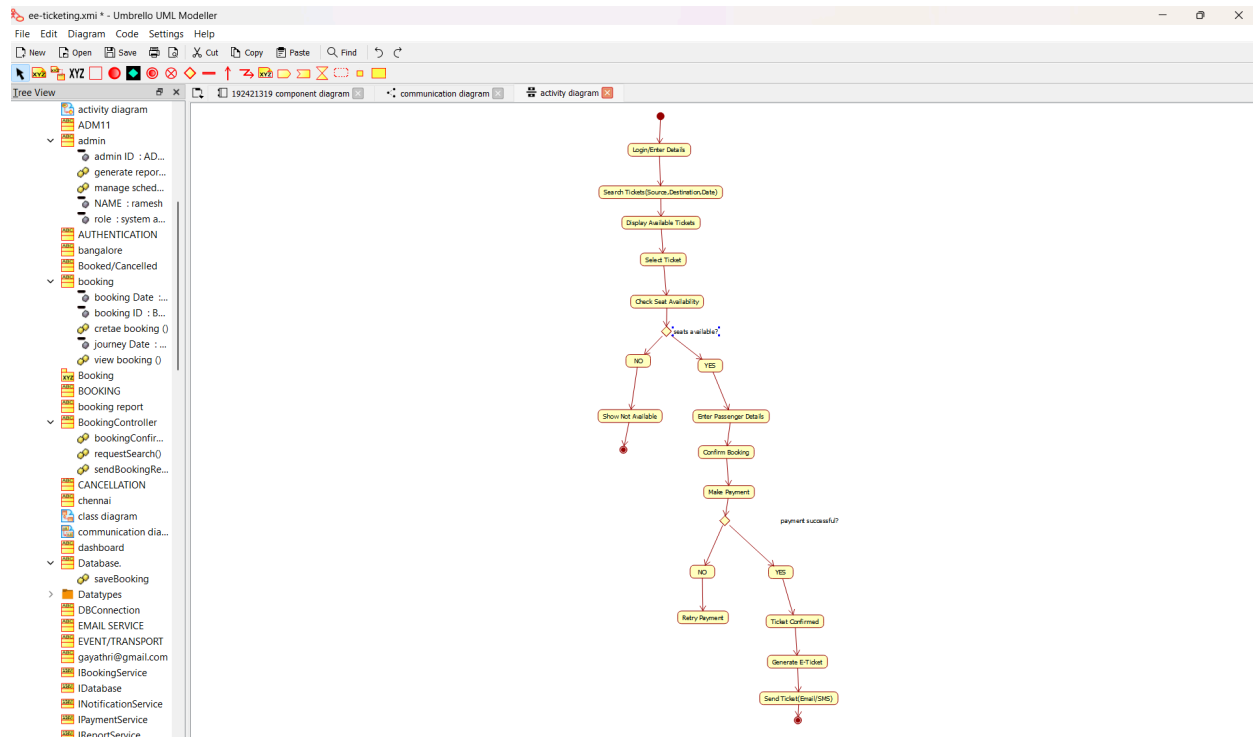 ee-ticketing.xmi * - Umbrello UML Modeller
File Edit Diagram Code Settings Help
New Open Save Cut Copy Paste Find
XYZ XYZ XYZ XYZ
Tree View
192421319 component diagram communication diagram activity diagram
activity diagram
ADM11
admin
admin ID : AD...
generate repor...
manage sched...
NAME : ramesh
role : system a...
AUTHENTICATION
bangalore
Booked/Cancelled
booking
booking Date :...
booking ID : B...
cretae booking ()
journey Date : ...
view booking ()
Booking
BOOKING
booking report
BookingController
bookingConfir...
requestSearch()
sendBookingRe...
CANCELLATION
chennai
class diagram
communication dia...
dashboard
Database.
saveBooking
Datatypes
DBConnection
EMAIL SERVICE
EVENT/TRANSPORT
gayathri@gmail.com
IBookingService
IDatabase
INotificationService
IPaymentService
IReportService
Login/Enter Details
Search Tickets(Source,Destination,Date)
Display Available Tickets
Select Ticket
Check Seat Availability
seats available?
NO
YES
Show Not Available
Enter Passenger Details
Confirm Booking
Make Payment
payment successful?
NO
YES
Retry Payment
Ticket Confirmed
Generate E-Ticket
Send Ticket(Email/SMS)